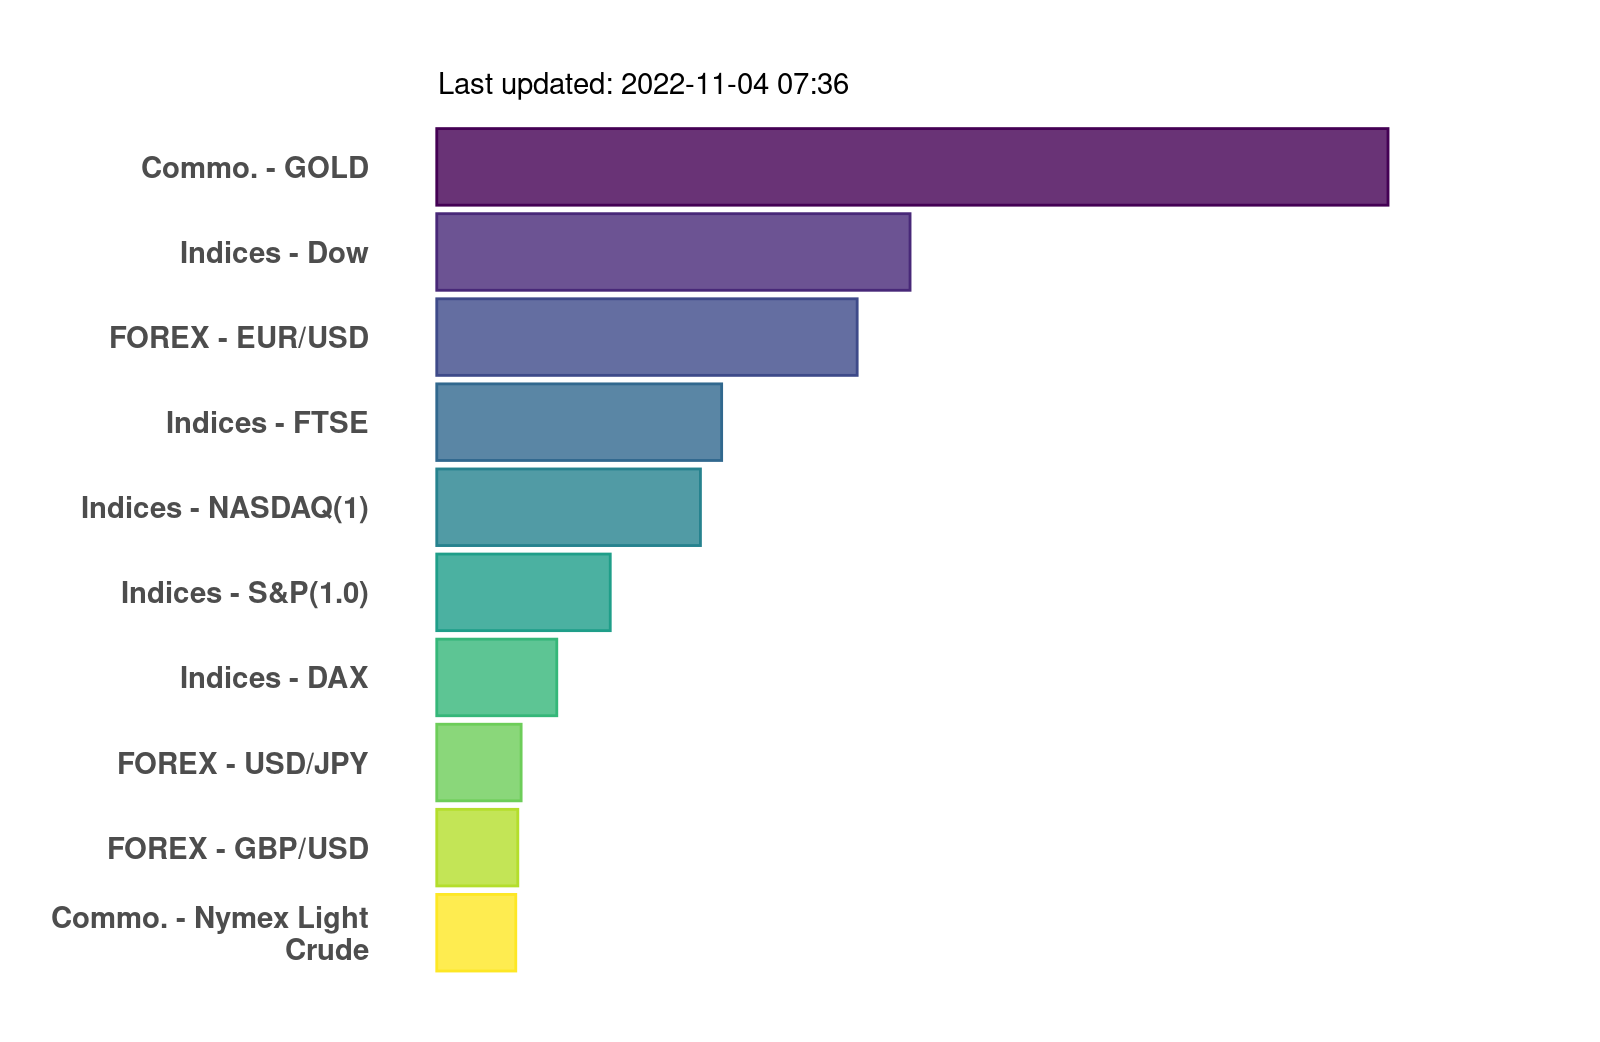 Last updated: 2022-11-04 07:36
Commo. - GOLD
Indices - Dow
FOREX - EUR/USD
Indices - FTSE
Indices - NASDAQ(1)
Indices - S&P(1.0)
Indices - DAX
FOREX - USD/JPY
FOREX - GBP/USD
Commo. - Nymex Light
Crude